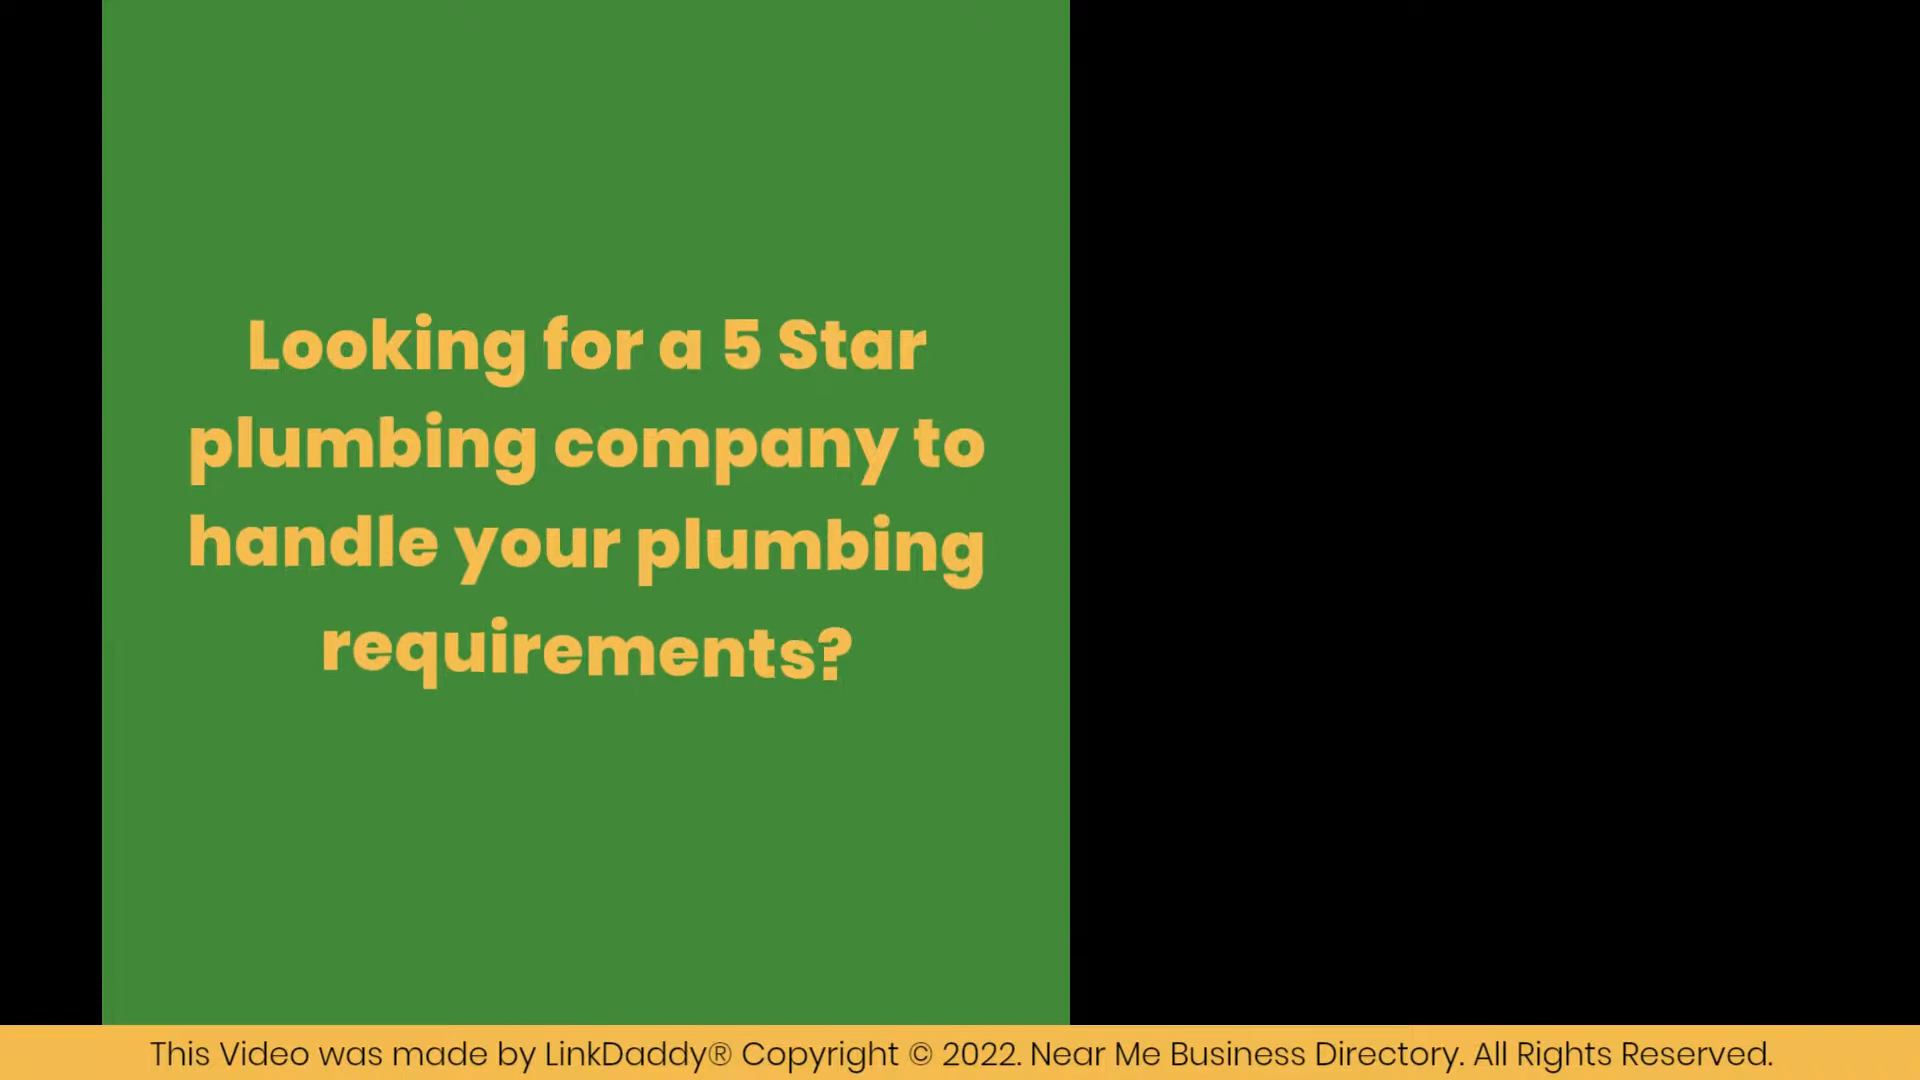 Looking for a 5 Star
plumbing company to
handle your plumbing
requirements?
This Video was made by LinkDaddy® Copyright © 2022. Near Me Business Directory. All Rights Reserved.